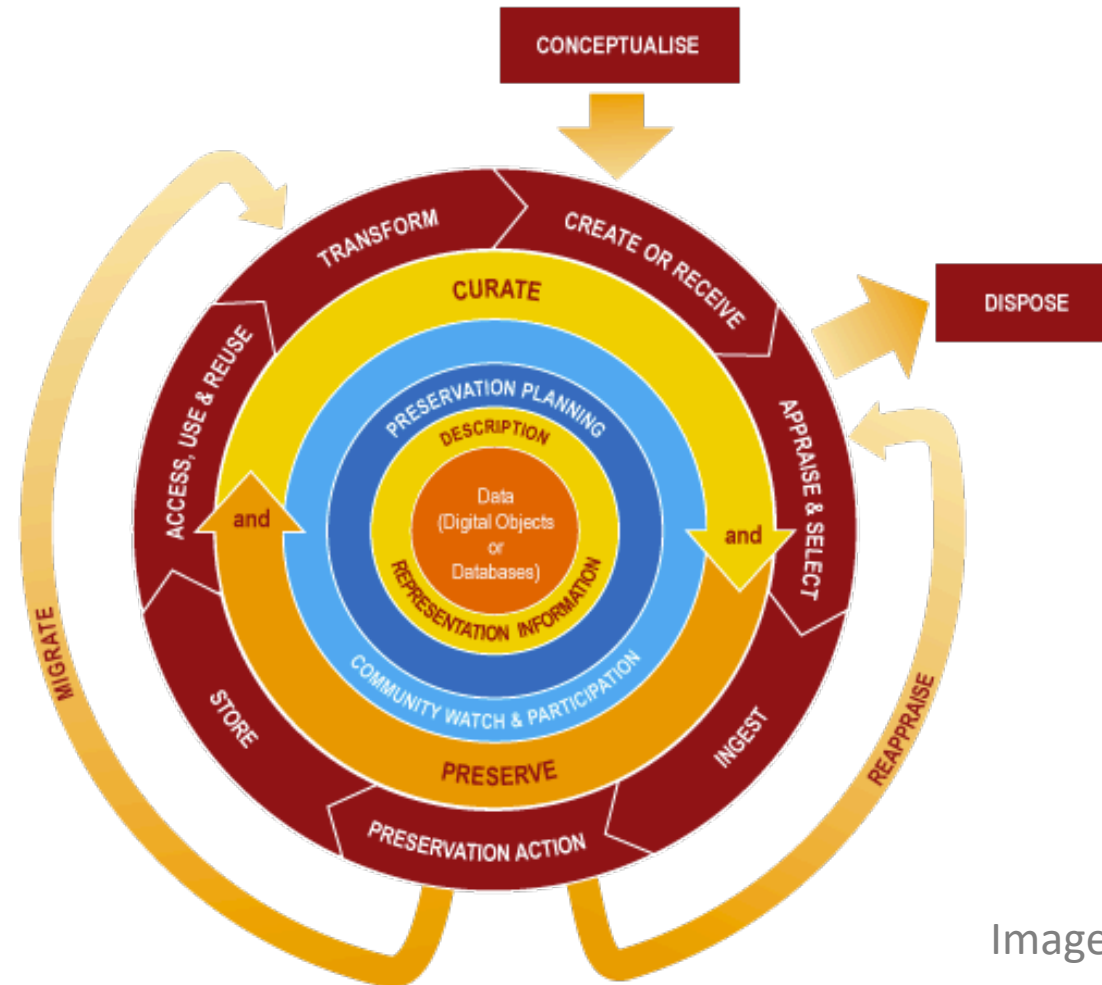 CONCEPTUALISE
DISPOSE
TRANSFORM
CREATE OR RECEIVE
APPRAISE & SELECT
INGEST
PRESERVATION ACTION
STORE
ACCESS, USE & REUSE
CURATE
and
PRESERVE
and
PRESERVATION PLANNING
COMMUNITY WATCH & PARTICIPATION
DESCRIPTION
REPRESENTATION INFORMATION
Data
(Digital Objects
or
Databases)
MIGRATE
REAPPRAISE
Image